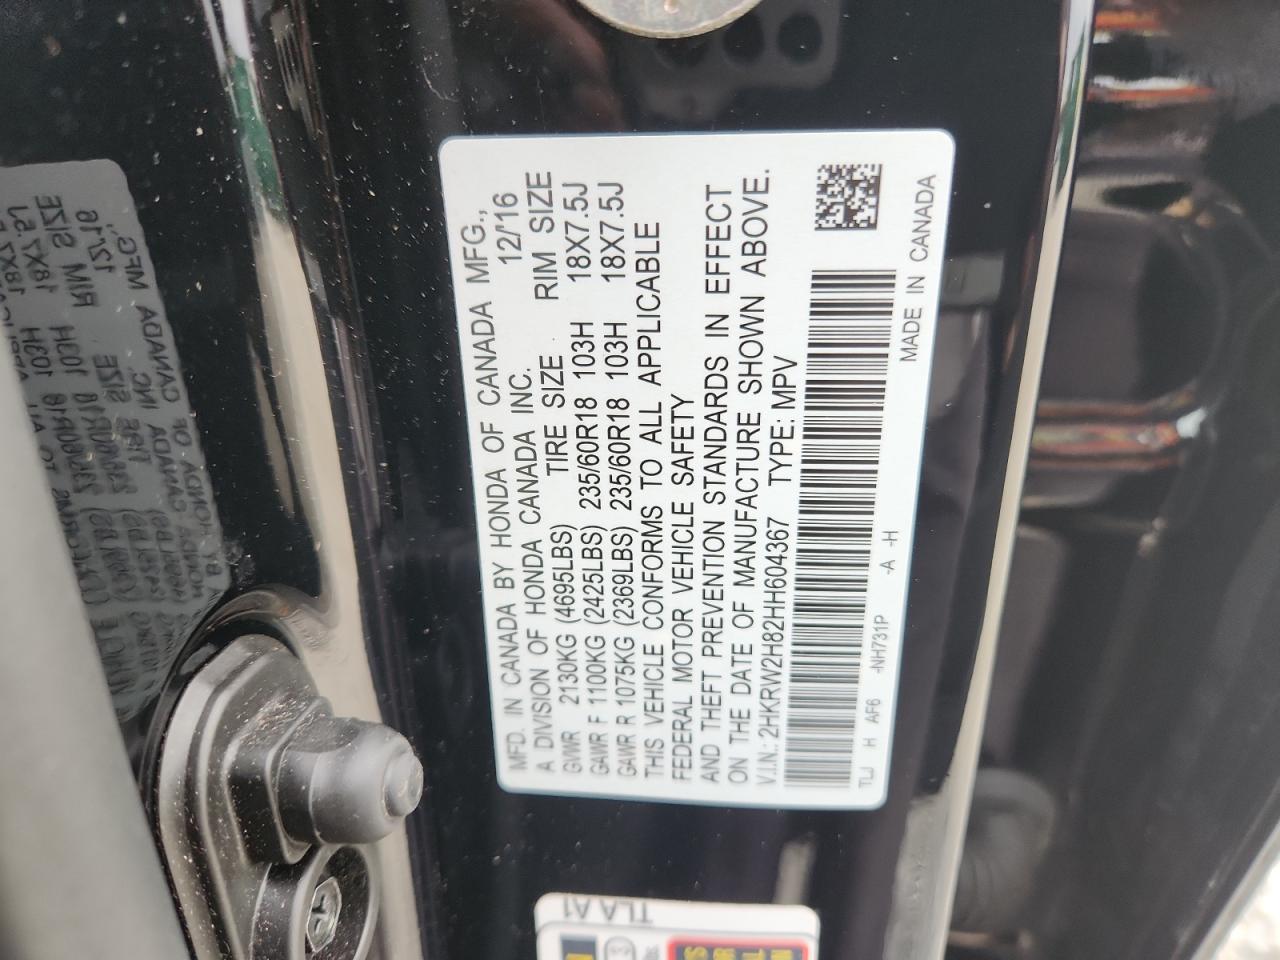 MFD. IN CANADA BY HONDA OF CANADA MFG.,
A DIVISION OF HONDA CANADA INC. 12/'16
GVWR 2130KG (4695LBS) TIRE SIZE RIM SIZE
GAWR F 1100KG (2425LBS) 235/60R18 103H 18X7.5J
GAWR R 1075KG (2369LBS) 235/60R18 103H 18X7.5J
THIS VEHICLE CONFORMS TO ALL APPLICABLE
FEDERAL MOTOR VEHICLE SAFETY
AND THEFT PREVENTION STANDARDS IN EFFECT
ON THE DATE OF MANUFACTURE SHOWN ABOVE.
V.I.N.: 2HKRW2H82HH604367 TYPE: MPV
TLJ H AF6 -NH731P -A -H
MADE IN CANADA
TLA A1